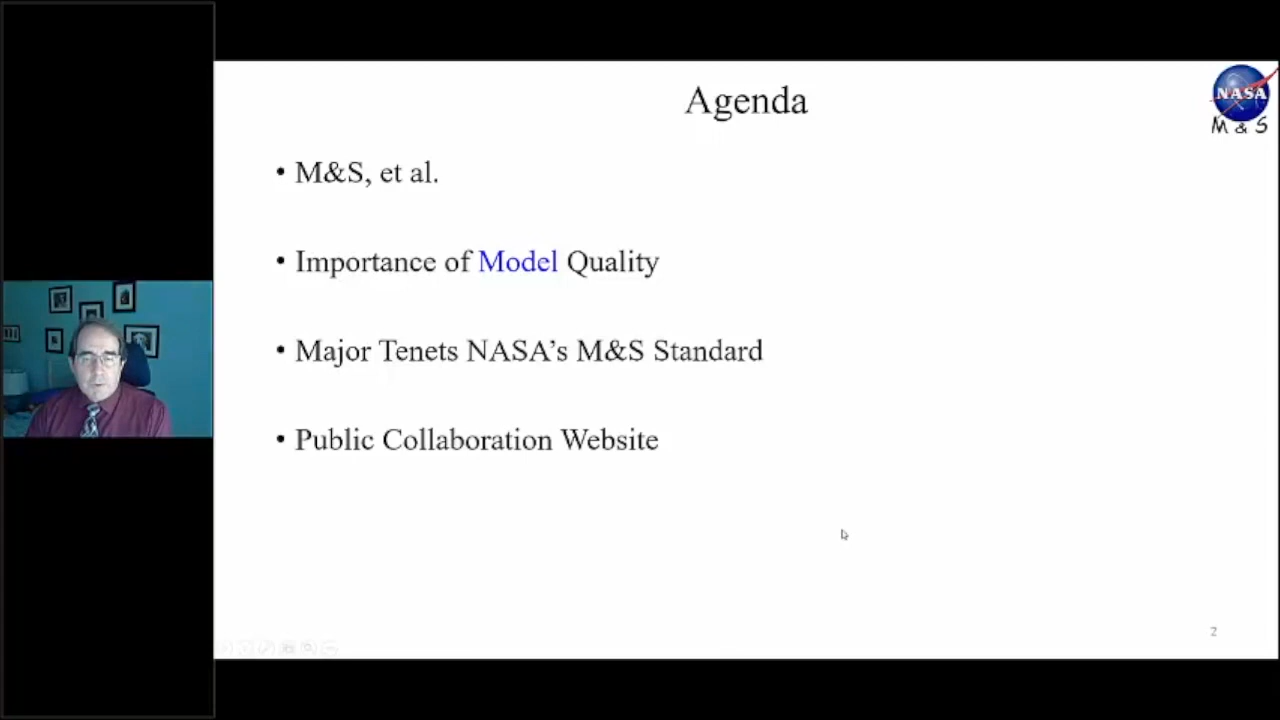 Agenda
NASA
M & S
• M&S, et al.
• Importance of Model Quality
• Major Tenets NASA’s M&S Standard
• Public Collaboration Website
2